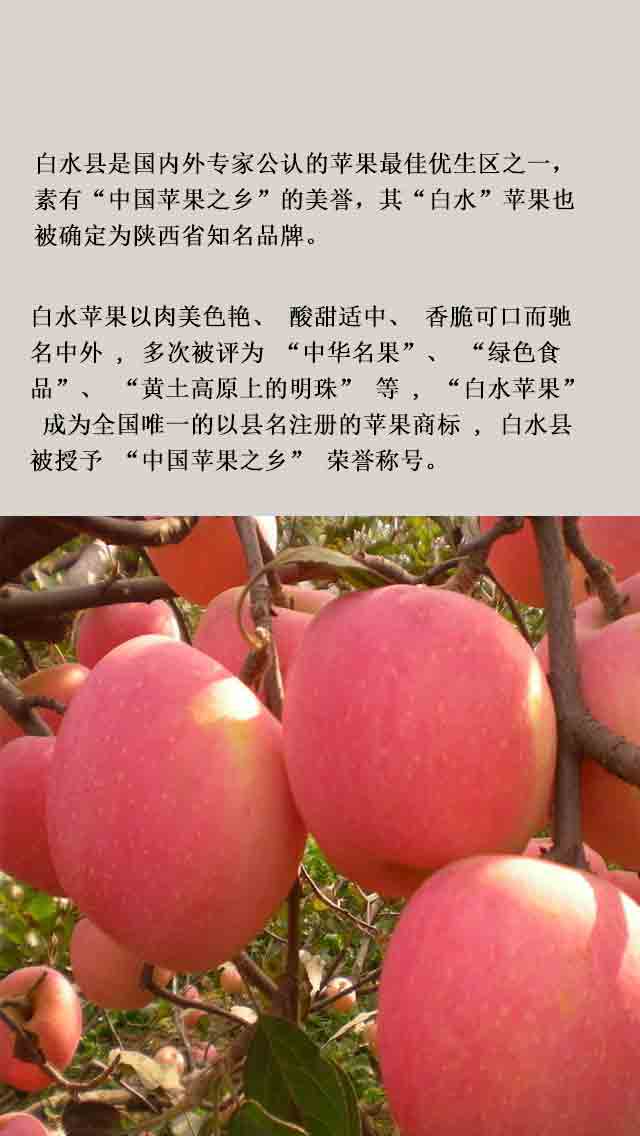 白水县是国内外专家公认的苹果最佳优生区之一，
素有“中国苹果之乡”的美誉，其“白水”苹果也
被确定为陕西省知名品牌。
白水苹果以肉美色艳、 酸甜适中、 香脆可口而驰
名中外 ， 多次被评为 “中华名果”、 “绿色食
品”、 “黄土高原上的明珠” 等 ， “白水苹果”
成为全国唯一的以县名注册的苹果商标 ， 白水县
被授予 “中国苹果之乡” 荣誉称号。